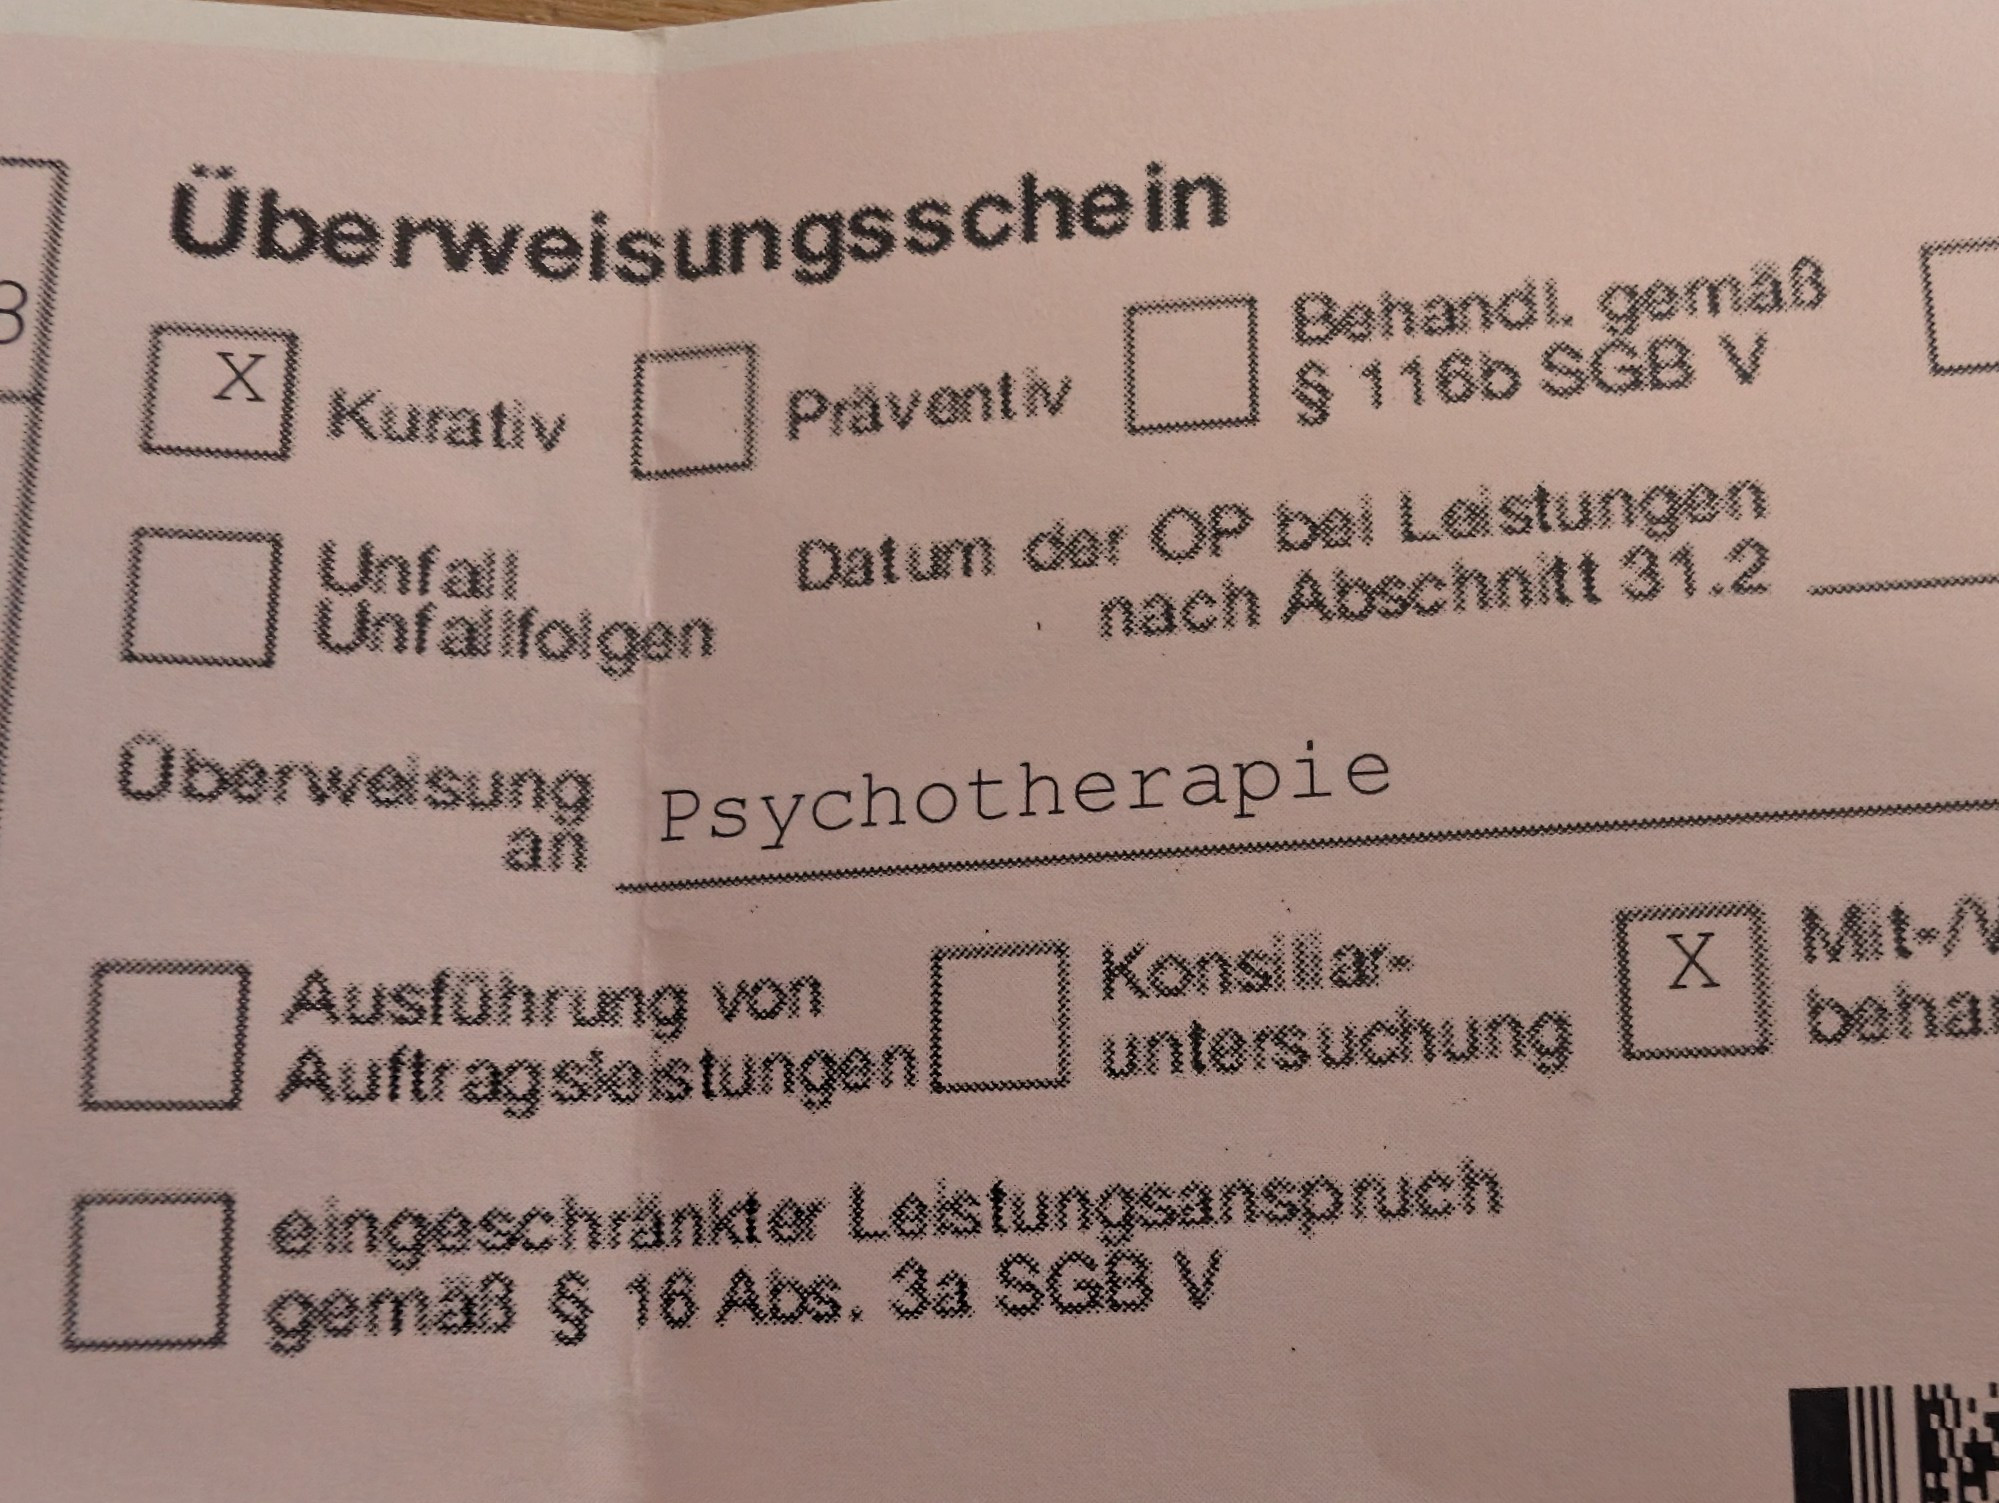 Überweisungsschein
X Kurativ Präventiv Behandl. gemäß
§ 116b SGB V
Unfall
Unfallfolgen
Datum der OP bei Leistungen
nach Abschnitt 31.2
Überweisung
an Psychotherapie
Ausführung von
Auftragsleistungen
Konsiliar-
untersuchung
X Mit-/
eingeschränkter Leistungsanspruch
gemäß § 16 Abs. 3a SGB V